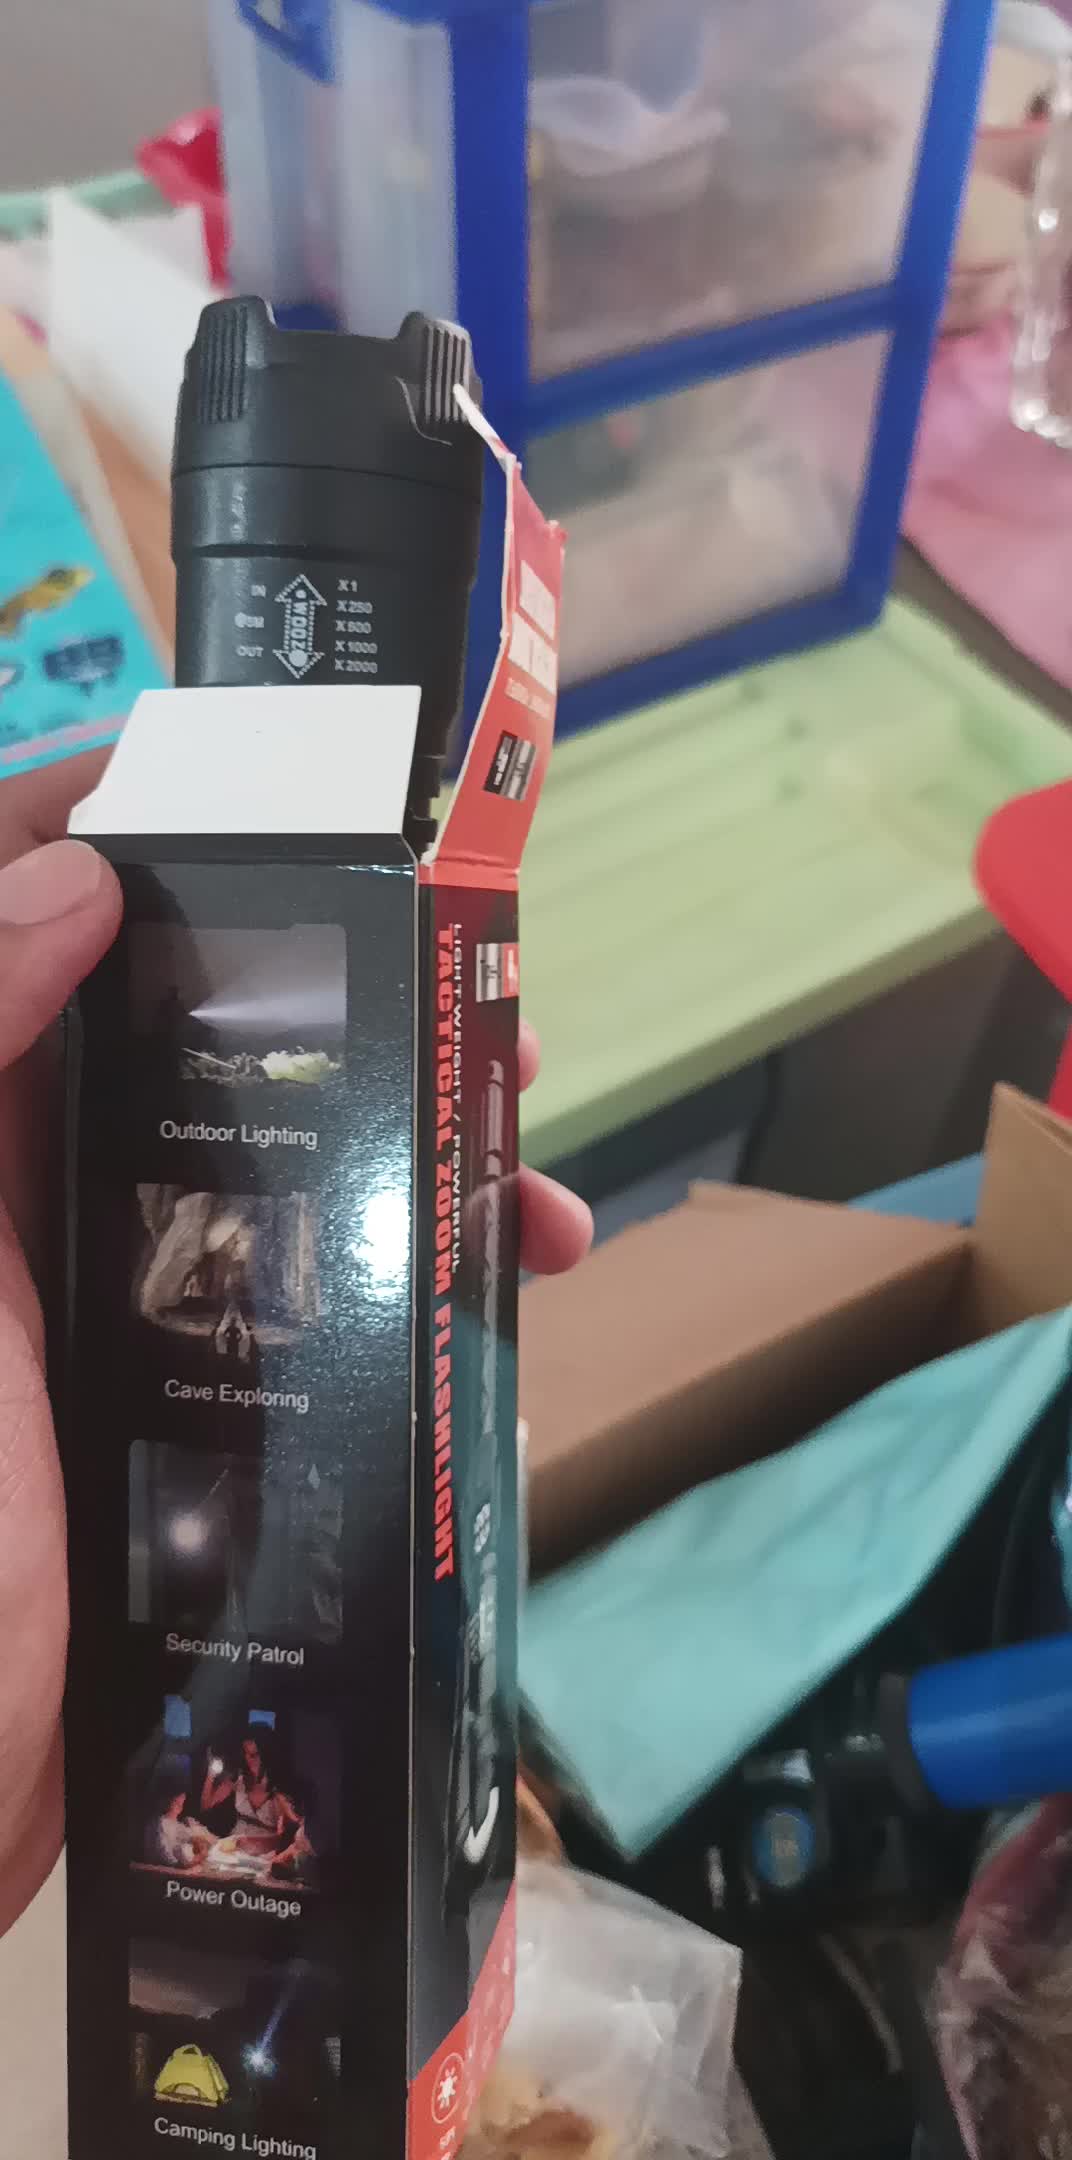 IN
@5M
OUT
ZOOM
X1
X250
X500
X1000
X2000
LIGHTWEIGHT / POWERFUL
TACTICAL ZOOM FLASHLIGHT
Outdoor Lighting
Cave Exploring
Security Patrol
Power Outage
Camping Lighting